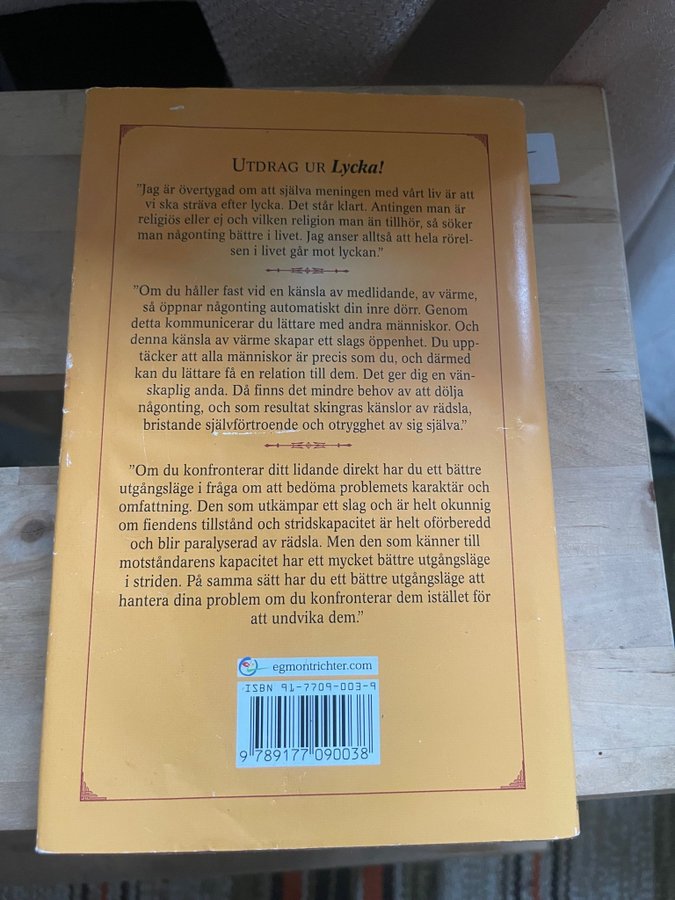 UTDRAG UR Lycka!
”Jag är övertygad om att själva meningen med vårt liv är att
vi ska sträva efter lycka. Det står klart. Antingen man är
religiös eller ej och vilken religion man än tillhör, så söker
man någonting bättre i livet. Jag anser alltså att hela rörel-
sen i livet går mot lyckan.”
”Om du håller fast vid en känsla av medlidande, av värme,
så öppnar någonting automatiskt din inre dörr. Genom
detta kommunicerar du lättare med andra människor. Och
denna känsla av värme skapar ett slags öppenhet. Du upp-
täcker att alla människor är precis som du, och därmed
kan du lättare få en relation till dem. Det ger dig en vän-
skaplig anda. Då finns det mindre behov av att dölja
någonting, och som resultat skingras känslor av rädsla,
bristande självförtroende och otrygghet av sig själva.”
”Om du konfronterar ditt lidande direkt har du ett bättre
utgångsläge i fråga om att bedöma problemets karaktär och
omfattning. Den som utkämpar ett slag och är helt okunnig
om fiendens tillstånd och stridskapacitet är helt oförberedd
och blir paralyserad av rädsla. Men den som känner till
motståndarens kapacitet har ett mycket bättre utgångsläge
i striden. På samma sätt har du ett bättre utgångsläge att
hantera dina problem om du konfronterar dem istället för
att undvika dem.”
egmontrichter.com
ISBN 91-7709-003-9
9 789177 090038